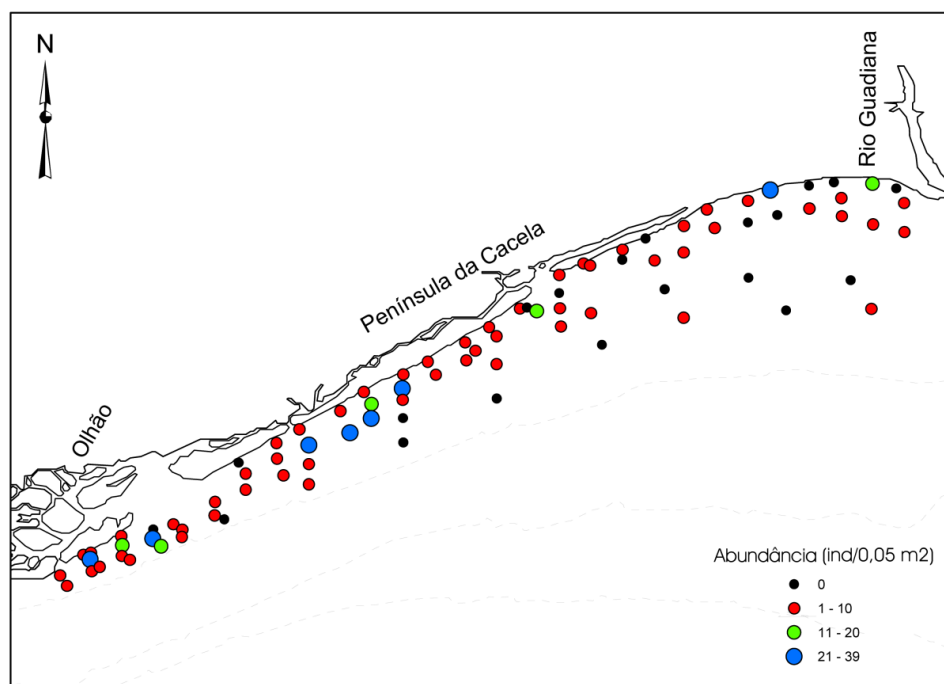 N
Rio Guadiana
Península da Cacela
Olhão
Abundância (ind/0,05 m2)
0
1 - 10
11 - 20
21 - 39